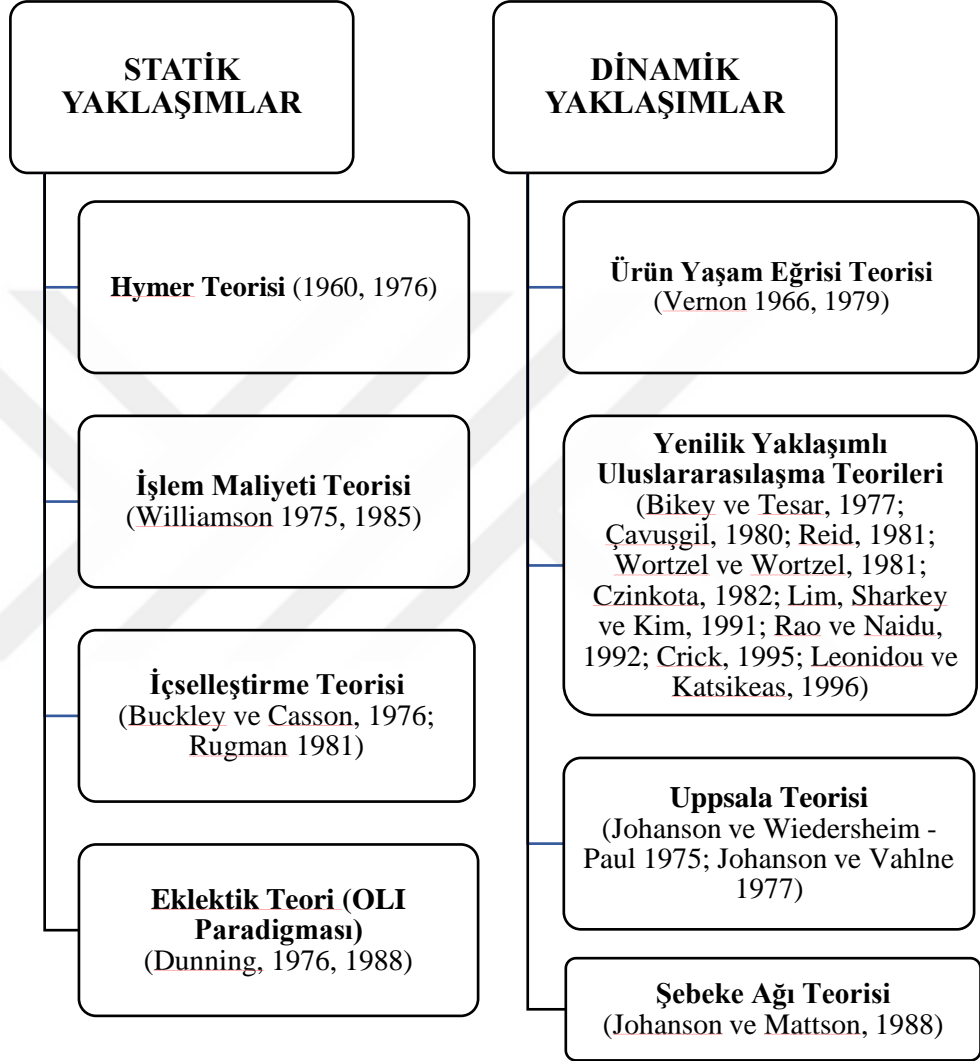 STATİK
YAKLAŞIMLAR
Hymer Teorisi (1960, 1976)
İşlem Maliyeti Teorisi
(Williamson 1975, 1985)
İçselleştirme Teorisi
(Buckley ve Casson, 1976;
Rugman 1981)
Eklektik Teori (OLI
Paradigması)
(Dunning, 1976, 1988)
DİNAMİK
YAKLAŞIMLAR
Ürün Yaşam Eğrisi Teorisi
(Vernon 1966, 1979)
Yenilik Yaklaşımlı
Uluslararasılaşma Teorileri
(Bikey ve Tesar, 1977;
Çavuşgil, 1980; Reid, 1981;
Wortzel ve Wortzel, 1981;
Czinkota, 1982; Lim, Sharkey
ve Kim, 1991; Rao ve Naidu,
1992; Crick, 1995; Leonidou ve
Katsikeas, 1996)
Uppsala Teorisi
(Johanson ve Wiedersheim -
Paul 1975; Johanson ve Vahlne
1977)
Şebeke Ağı Teorisi
(Johanson ve Mattson, 1988)